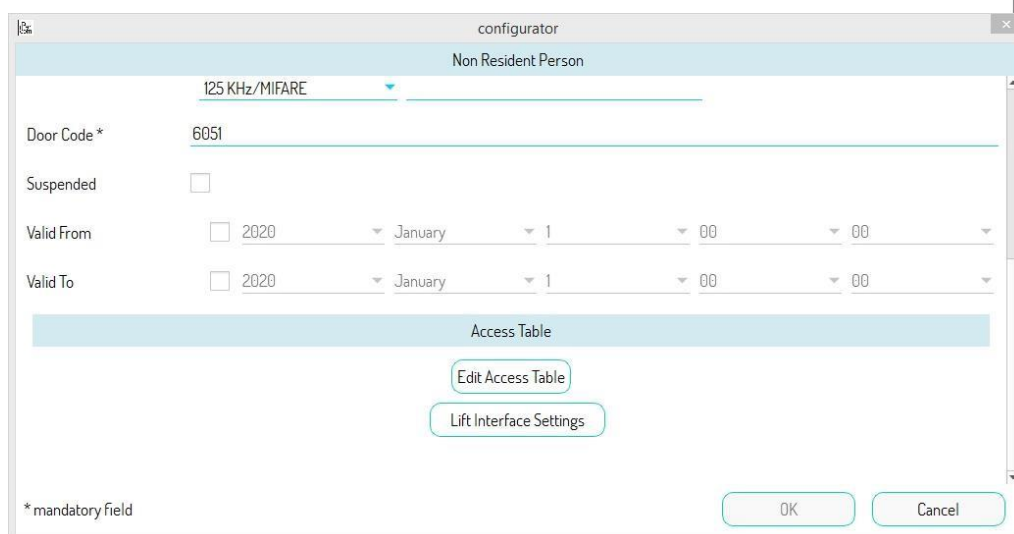 configurator
Non Resident Person
125 KHz/MIFARE
Door Code * 6051
Suspended
Valid From 2020 January 1 00 00
Valid To 2020 January 1 00 00
Access Table
Edit Access Table
Lift Interface Settings
* mandatory field OK Cancel